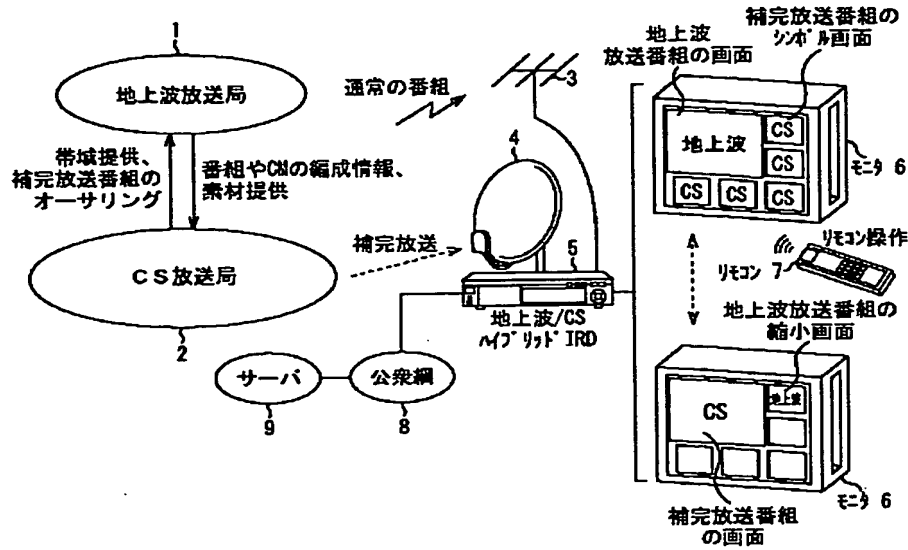 1
地上波放送局
帯域提供、
補完放送番組の
オーサリング
番組やCMの編成情報、
素材提供
CS放送局
2
通常の番組
3
4
補完放送
5
地上波/CS
ハイブリッドIRD
サーバ
9
公衆綱
8
地上波
放送番組の画面
補完放送番組の
シンボル画面
地上波
CS
CS
CS
CS
CS
モニタ 6
リモコン操作
リモコン 7
地上波放送番組の
縮小画面
CS
地上波
モニタ 6
補完放送番組
の画面